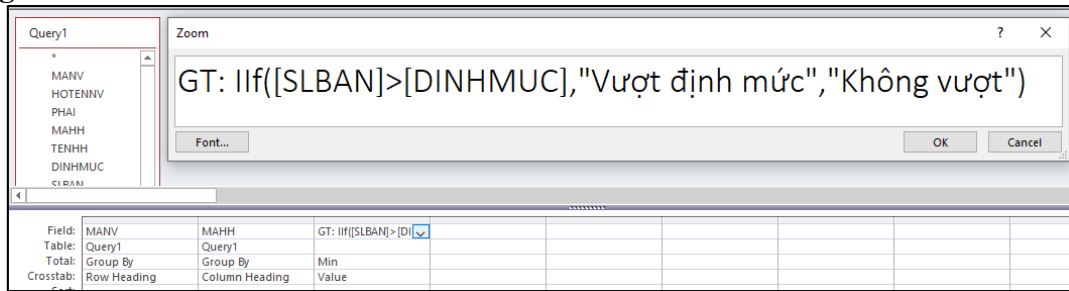 Query1
*
MANV
HOTENNV
PHAI
MAHH
TENHH
DINHMUC
SLBAN
Zoom ? X
GT: IIf([SLBAN]>[DINHMUC],"Vượt định mức","Không vượt")
Font... OK Cancel
Field: MANV MAHH GT: IIf([SLBAN]>[DI
Table: Query1 Query1
Total: Group By Group By Min
Crosstab: Row Heading Column Heading Value